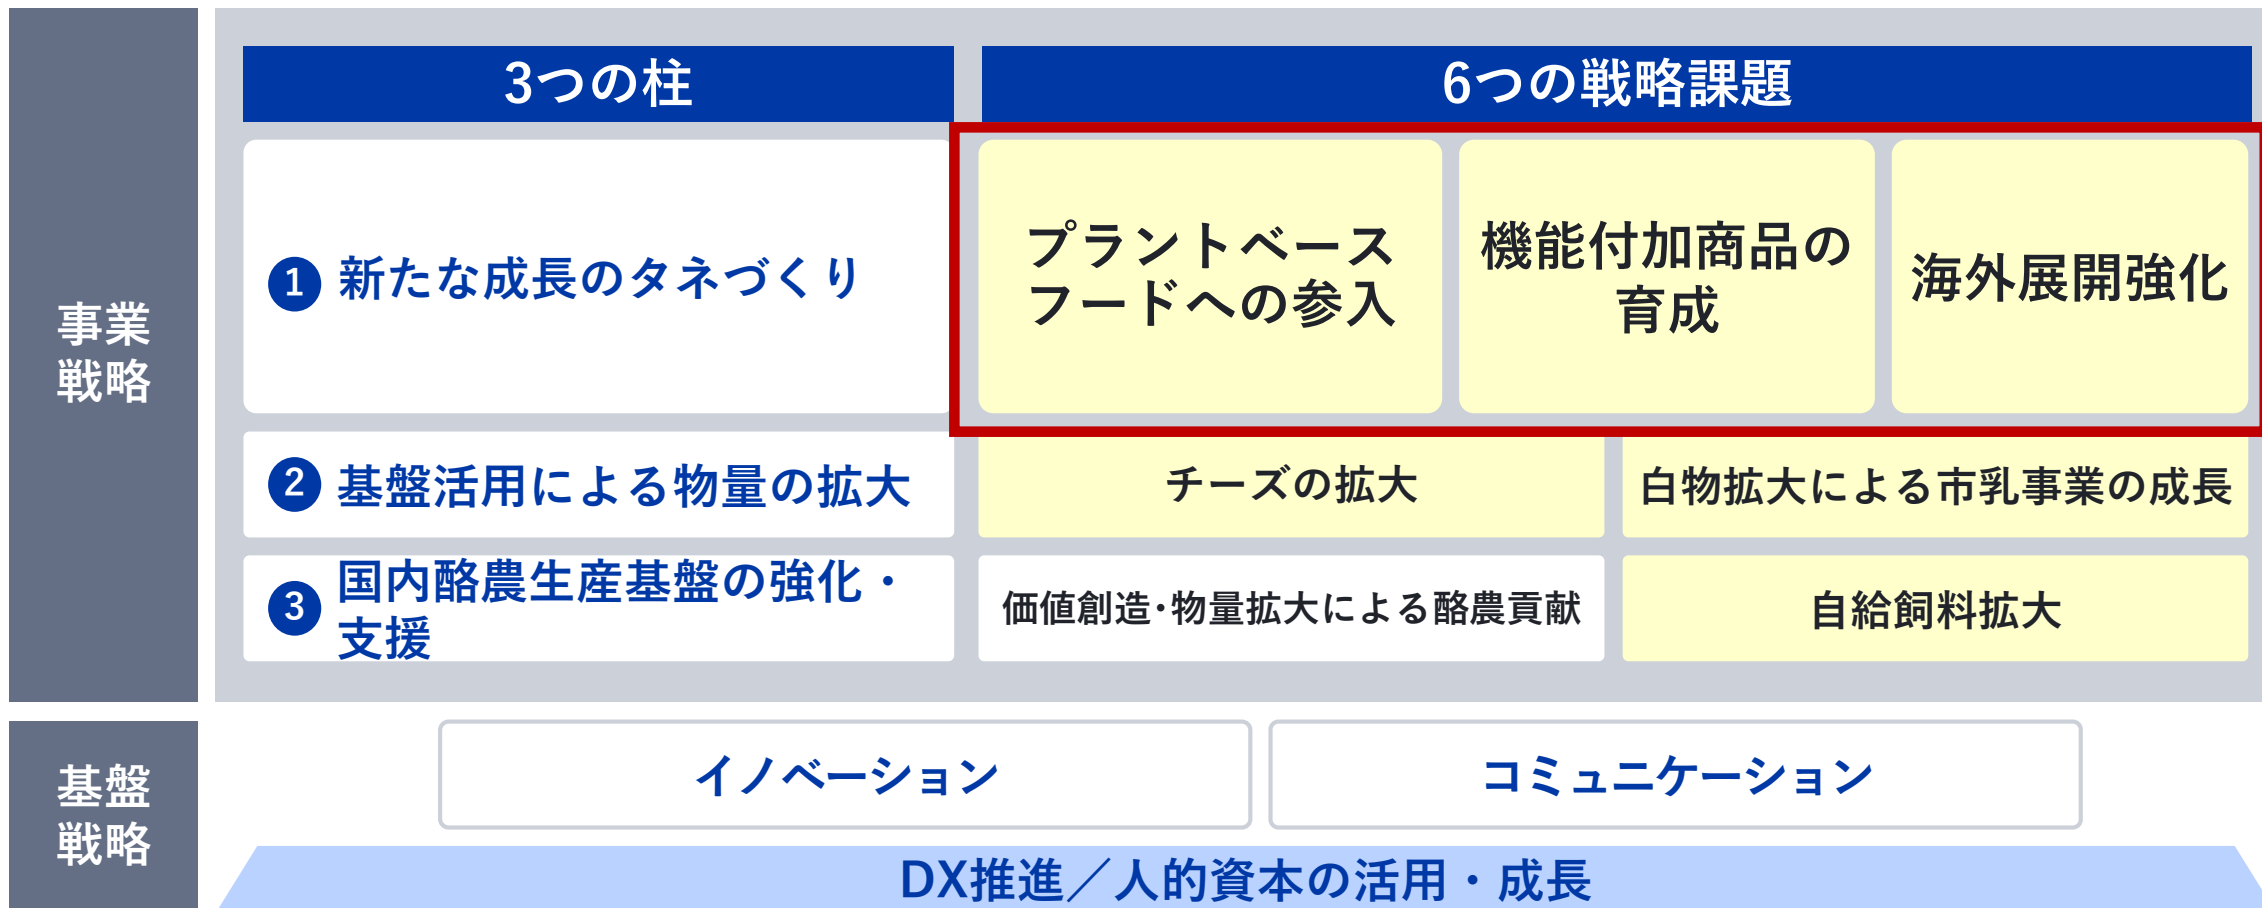 3つの柱
6つの戦略課題
事業
戦略
1 新たな成長のタネづくり
プラントベース
フードへの参入
機能付加商品の
育成
海外展開強化
2 基盤活用による物量の拡大
チーズの拡大
白物拡大による市乳事業の成長
3 国内酪農生産基盤の強化・
支援
価値創造･物量拡大による酪農貢献
自給飼料拡大
基盤
戦略
イノベーション
コミュニケーション
DX推進／人的資本の活用・成長